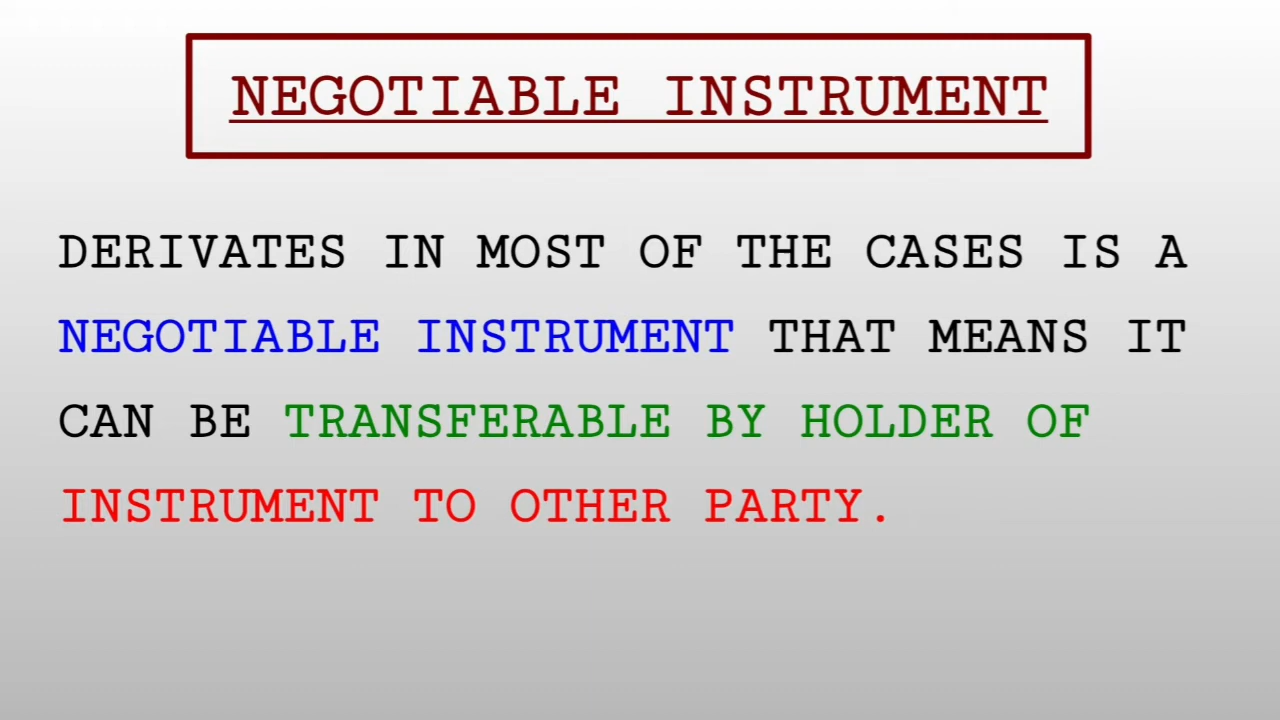 NEGOTIABLE INSTRUMENT
DERIVATES IN MOST OF THE CASES IS A
NEGOTIABLE INSTRUMENT THAT MEANS IT
CAN BE TRANSFERABLE BY HOLDER OF
INSTRUMENT TO OTHER PARTY.